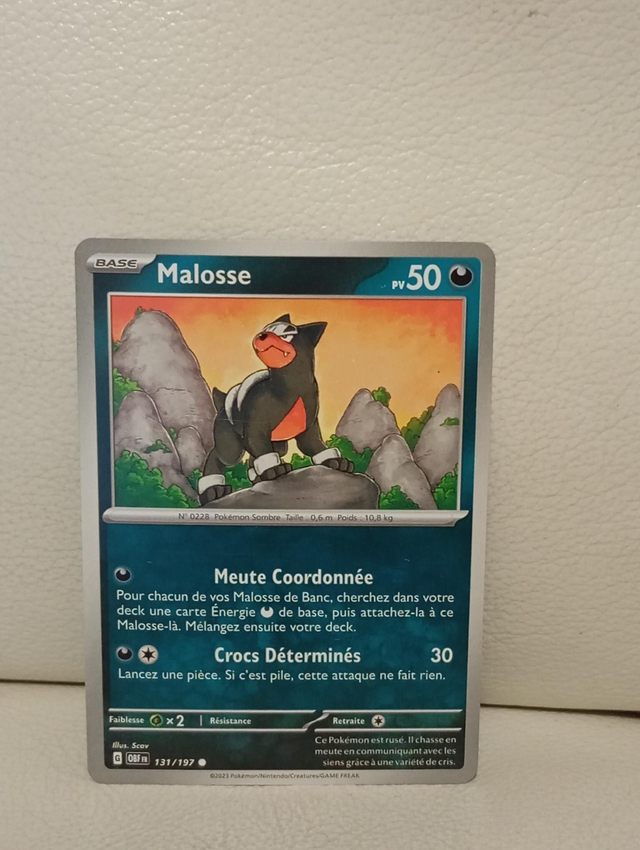 BASE Malosse PV 50
N° 0228 Pokémon Sombre Taille : 0,6 m Poids : 10,8 kg
Meute Coordonnée
Pour chacun de vos Malosse de Banc, cherchez dans votre
deck une carte Énergie de base, puis attachez-la à ce
Malosse-là. Mélangez ensuite votre deck.
Crocs Déterminés 30
Lancez une pièce. Si c'est pile, cette attaque ne fait rien.
Faiblesse ×2 Résistance Retraite
Illus. Scav
G OBF FR 131/197
Ce Pokémon est rusé. Il chasse en
meute en communiquant avec les
siens grâce à une variété de cris.
©2023 Pokémon/Nintendo/Creatures/GAME FREAK